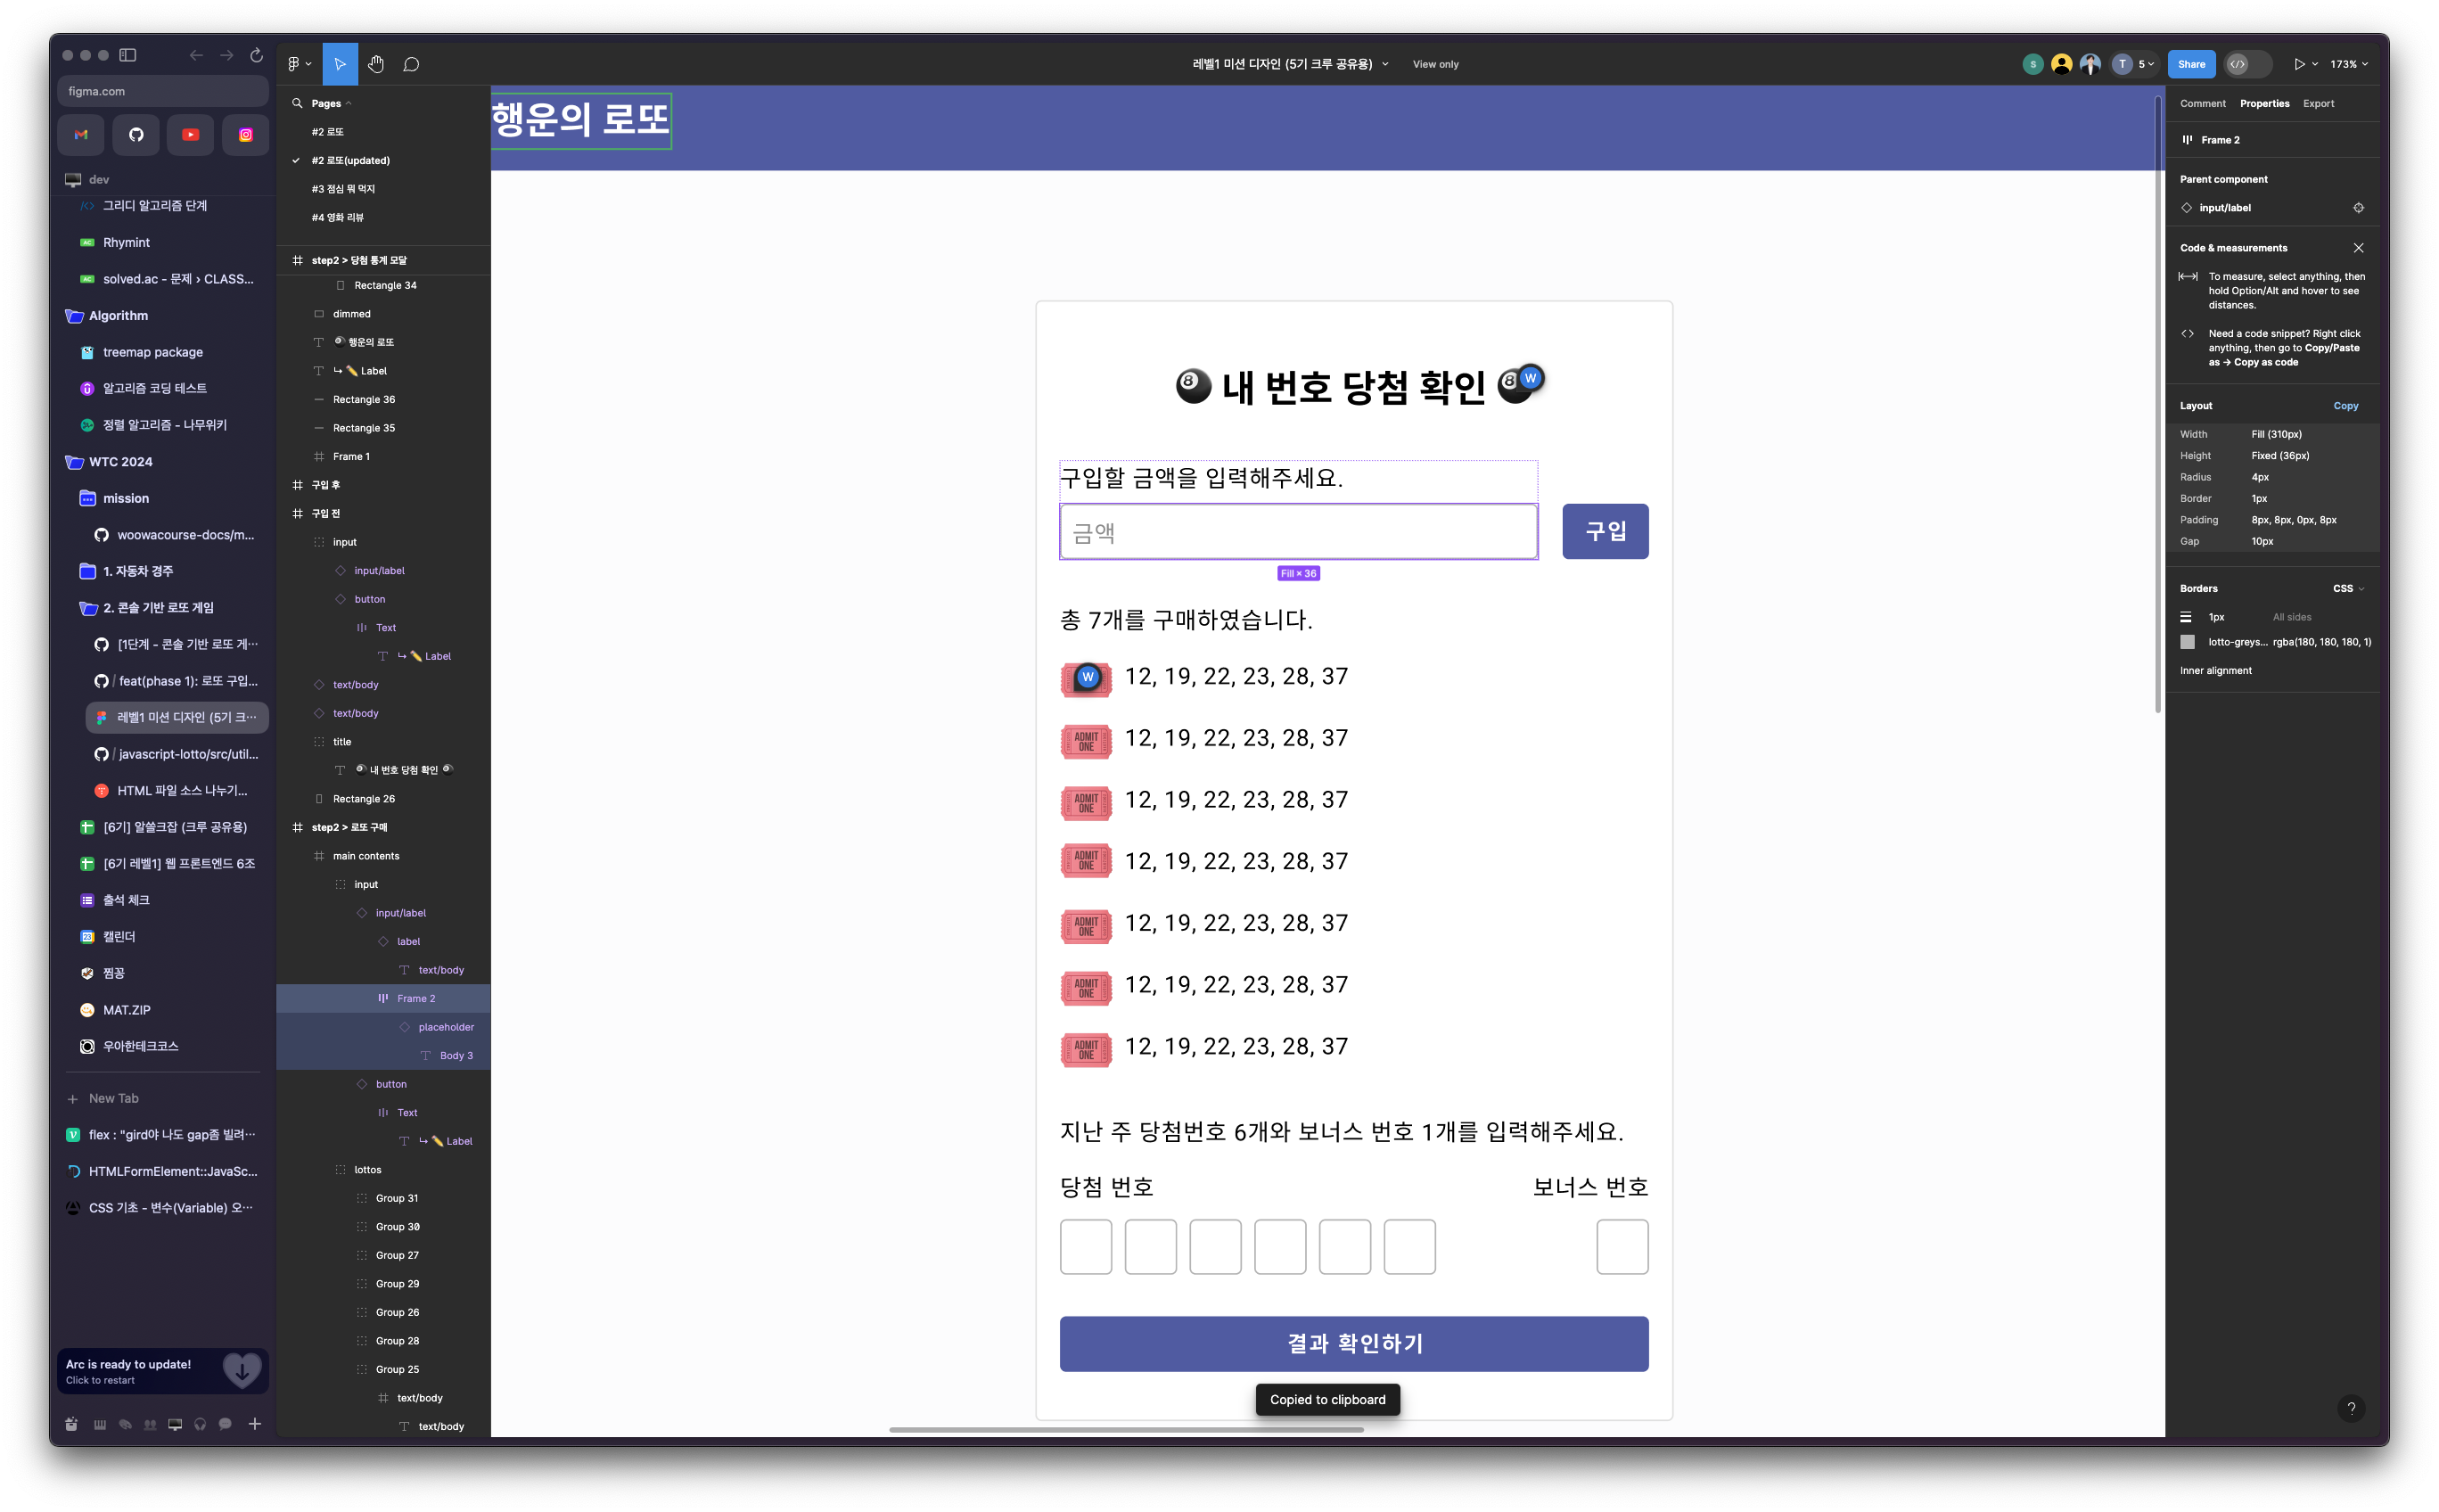 figma.com
dev
그리디 알고리즘 단계
Rhymint
solved.ac - 문제 › CLASS...
Algorithm
treemap package
알고리즘 코딩 테스트
정렬 알고리즘 - 나무위키
WTC 2024
mission
woowacourse-docs/m...
1. 자동차 경주
2. 콘솔 기반 로또 게임
[1단계 - 콘솔 기반 로또 게...
/ feat(phase 1): 로또 구입...
레벨1 미션 디자인 (5기 크...
/ javascript-lotto/src/util...
HTML 파일 소스 나누기...
[6기] 알쓸크잡 (크루 공유용)
[6기 레벨1] 웹 프론트엔드 6조
출석 체크
캘린더
찜꽁
MAT.ZIP
우아한테크코스
New Tab
flex : "gird야 나도 gap좀 빌려...
HTMLFormElement::JavaSc...
CSS 기초 - 변수(Variable) 오...
Arc is ready to update!
Click to restart
레벨1 미션 디자인 (5기 크루 공유용)
View only
S
T
5
Share
173%
Pages
#2 로또
#2 로또(updated)
#3 점심 뭐 먹지
#4 영화 리뷰
step2 > 당첨 통계 모달
Rectangle 34
dimmed
🎱 행운의 로또
↪ ✏️ Label
Rectangle 36
Rectangle 35
Frame 1
구입 후
구입 전
input
input/label
button
Text
↪ ✏️ Label
text/body
text/body
title
🎱 내 번호 당첨 확인 🎱
Rectangle 26
step2 > 로또 구매
main contents
input
input/label
label
text/body
Frame 2
placeholder
Body 3
button
Text
↪ ✏️ Label
lottos
Group 31
Group 30
Group 27
Group 29
Group 26
Group 28
Group 25
text/body
text/body
행운의 로또
🎱 내 번호 당첨 확인 🎱
W
구입할 금액을 입력해주세요.
금액
구입
Fill × 36
총 7개를 구매하였습니다.
W
12, 19, 22, 23, 28, 37
ADMIT ONE
12, 19, 22, 23, 28, 37
ADMIT ONE
12, 19, 22, 23, 28, 37
ADMIT ONE
12, 19, 22, 23, 28, 37
ADMIT ONE
12, 19, 22, 23, 28, 37
ADMIT ONE
12, 19, 22, 23, 28, 37
ADMIT ONE
12, 19, 22, 23, 28, 37
지난 주 당첨번호 6개와 보너스 번호 1개를 입력해주세요.
당첨 번호
보너스 번호
결과 확인하기
Copied to clipboard
Comment
Properties
Export
Frame 2
Parent component
input/label
Code & measurements
To measure, select anything, then
hold Option/Alt and hover to see
distances.
Need a code snippet? Right click
anything, then go to Copy/Paste
as → Copy as code
Layout
Copy
Width
Fill (310px)
Height
Fixed (36px)
Radius
4px
Border
1px
Padding
8px, 8px, 0px, 8px
Gap
10px
Borders
CSS
1px
All sides
lotto-greys...
rgba(180, 180, 180, 1)
Inner alignment
?